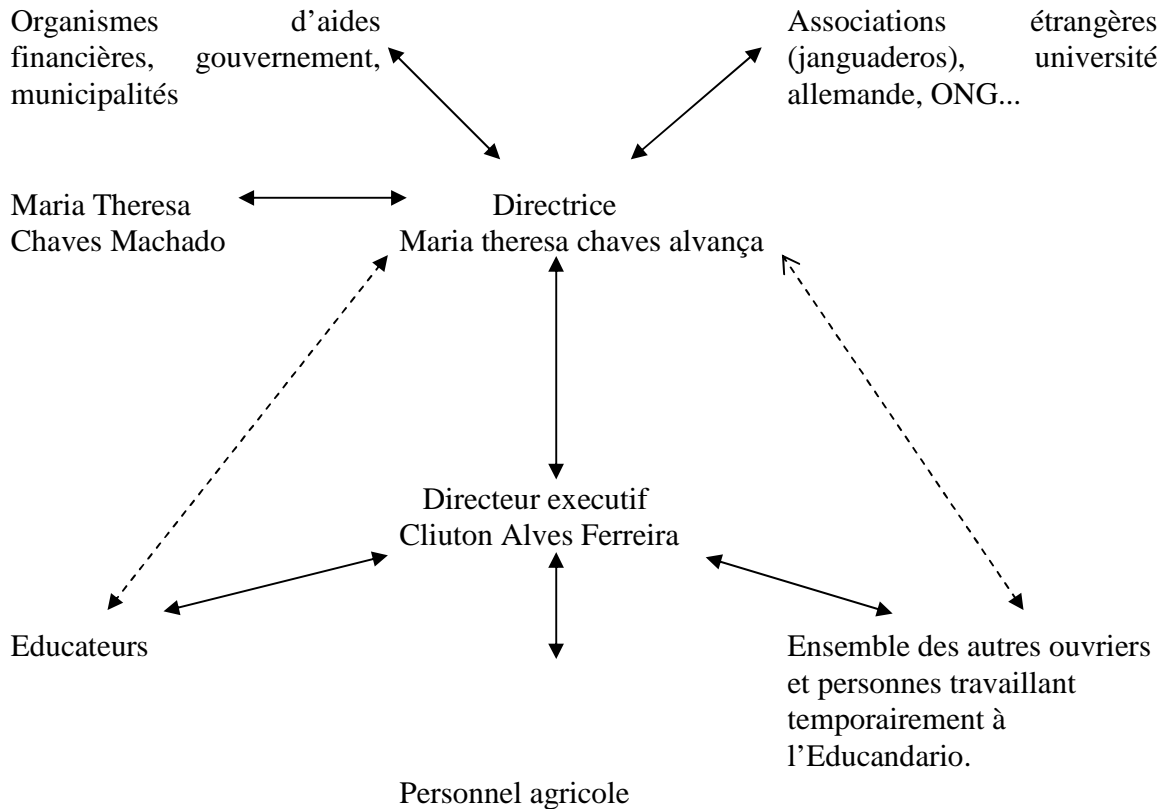 Organismes d’aides
financières, gouvernement,
municipalités
Associations étrangères
(janguaderos), université
allemande, ONG...
Maria Theresa
Chaves Machado
Directrice
Maria theresa chaves alvança
Directeur executif
Cliuton Alves Ferreira
Educateurs
Ensemble des autres ouvriers
et personnes travaillant
temporairement à
l’Educandario.
Personnel agricole